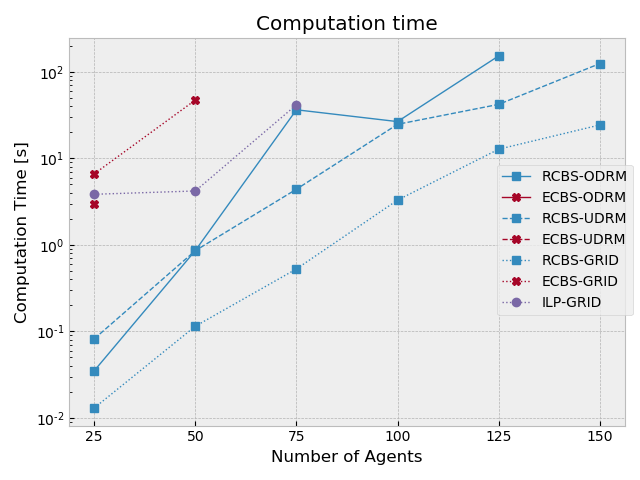 Computation time
Computation Time [s]
10²
10¹
10⁰
10⁻¹
10⁻²
RCBS-ODRM
ECBS-ODRM
RCBS-UDRM
ECBS-UDRM
RCBS-GRID
ECBS-GRID
ILP-GRID
25 50 75 100 125 150
Number of Agents